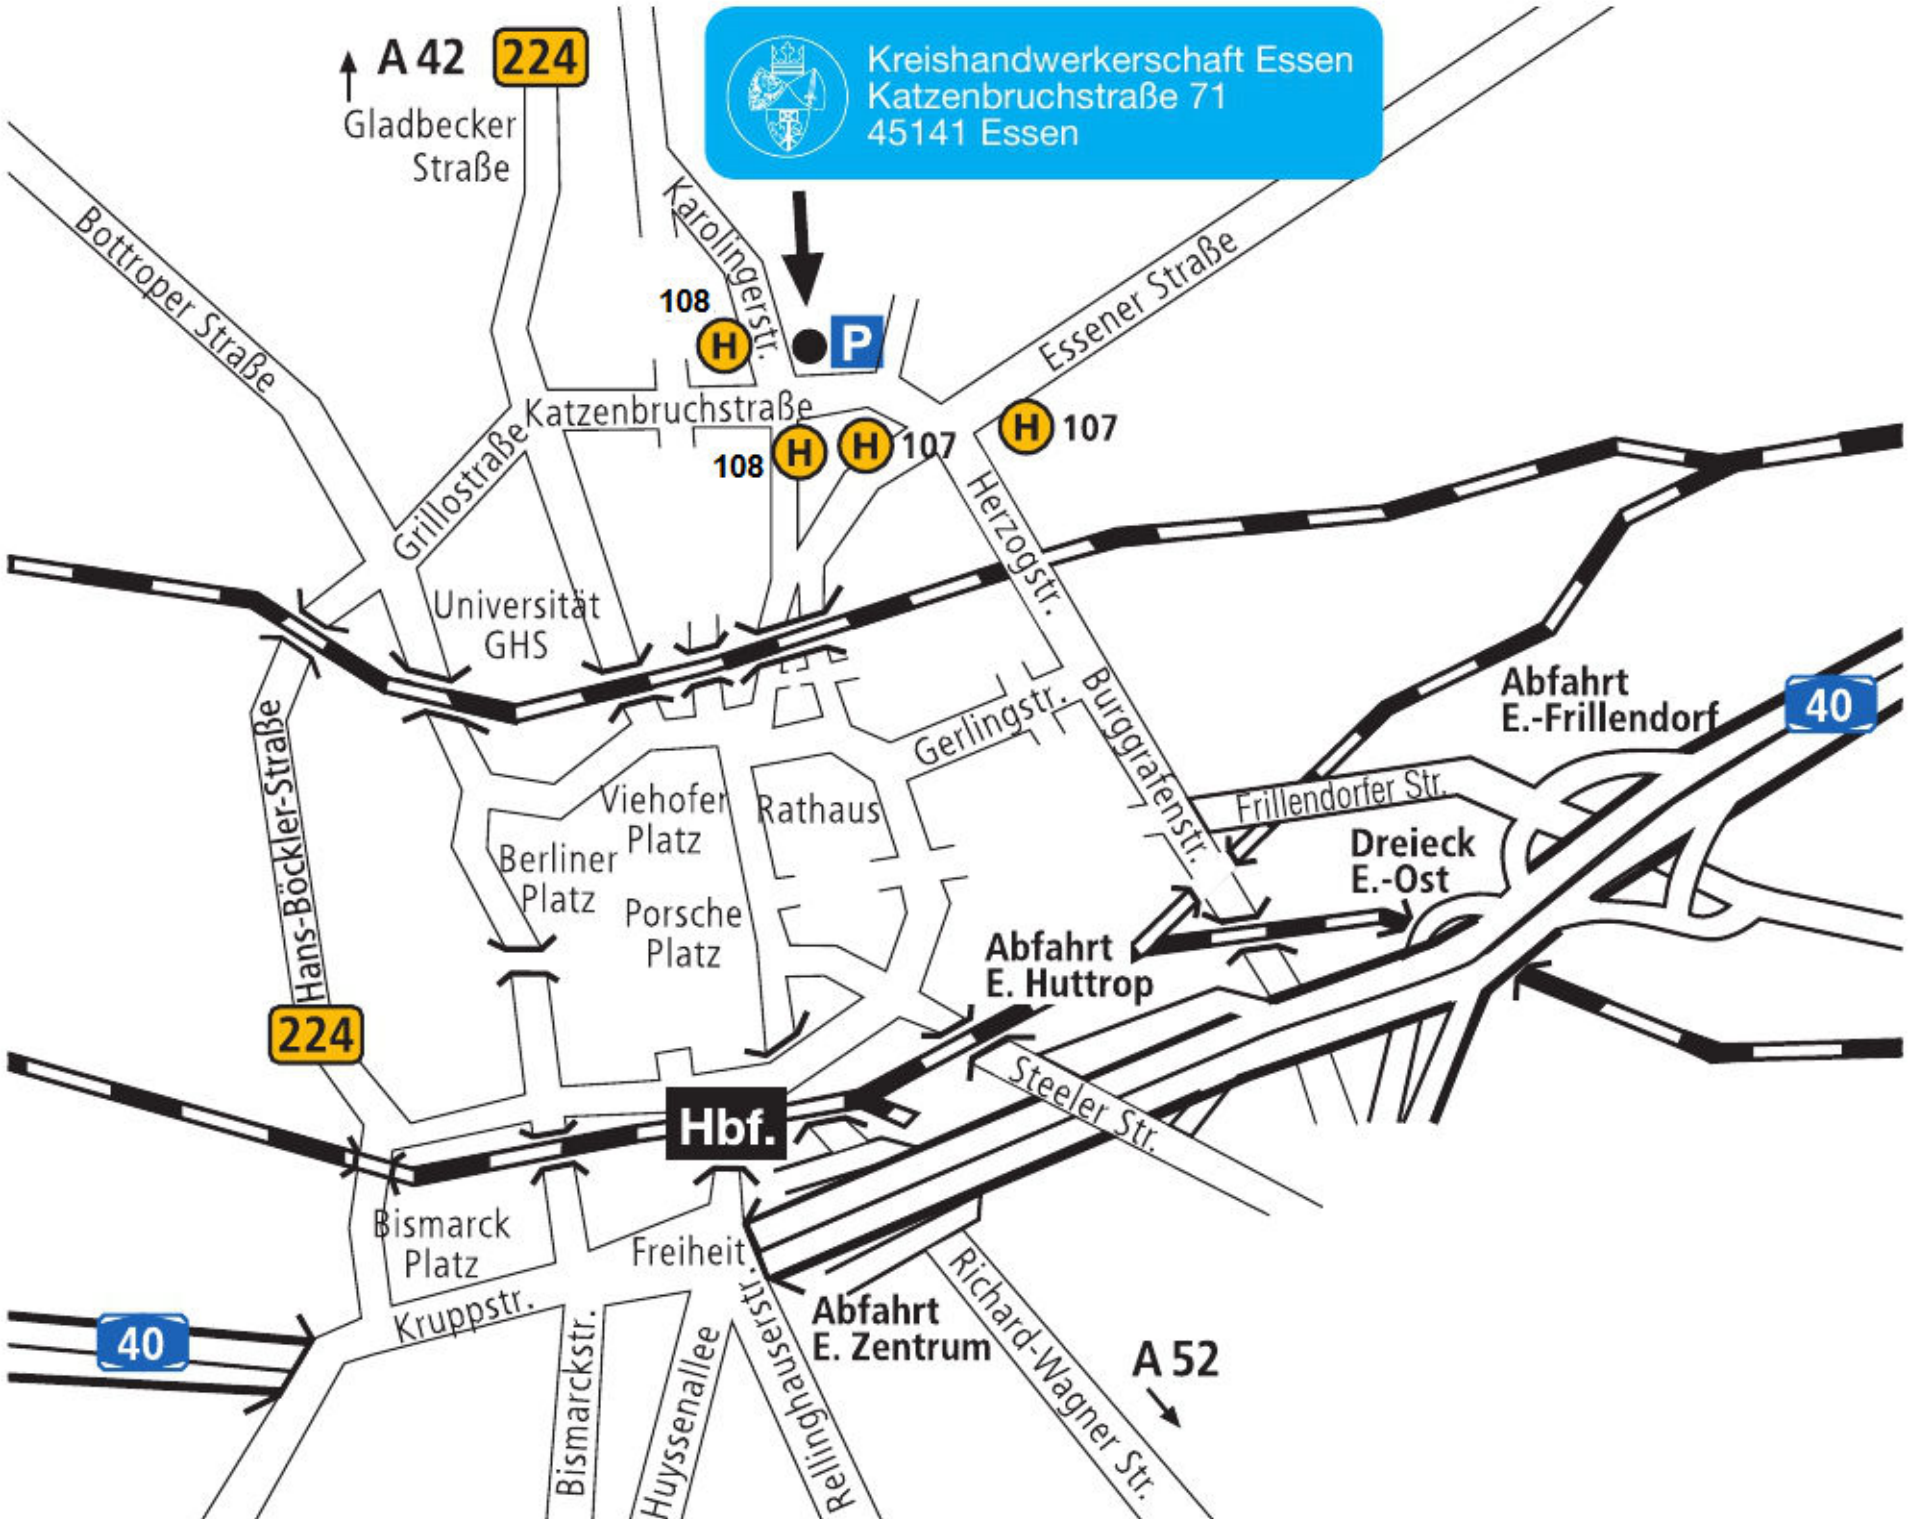 A 42
224
Gladbecker
Straße
Kreishandwerkerschaft Essen
Katzenbruchstraße 71
45141 Essen
Bottroper Straße
Karolingerstr.
Essener Straße
108
H
P
Katzenbruchstraße
H
107
H
107
108
H
Grillostraße
Herzogstr.
Universität
GHS
Abfahrt
E.-Frillendorf
40
Hans-Böckler-Straße
Gerlingstr.
Burggrafenstr.
Viehofer
Platz
Rathaus
Frillendorfer Str.
Berliner
Platz
Dreieck
E.-Ost
Porsche
Platz
Abfahrt
E. Huttrop
224
Hbf.
Steeler Str.
Bismarck
Platz
Freiheit
Kruppstr.
40
Abfahrt
E. Zentrum
Bismarckstr.
Huyssenallee
Relliinghauserstr.
Richard-Wagner Str.
A 52